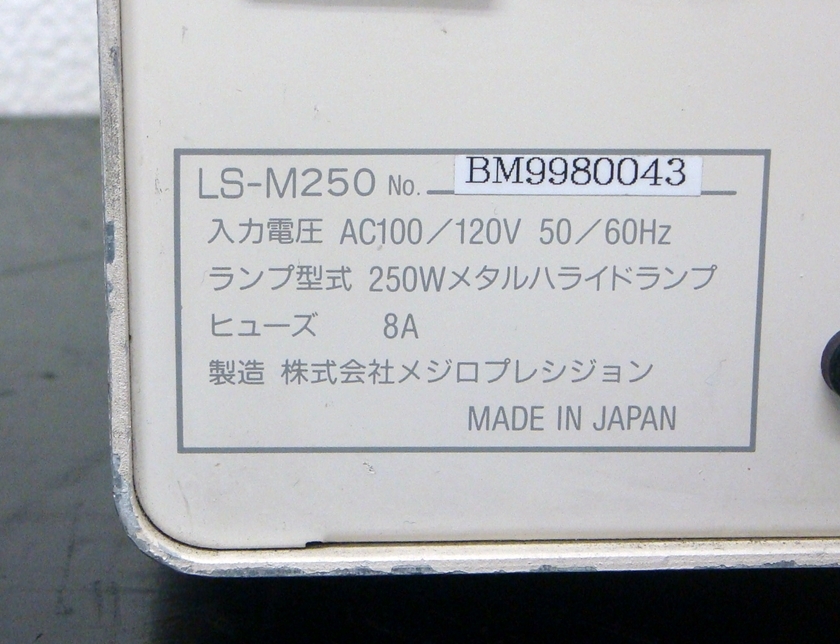 LS-M250 No. BM9980043
入力電圧 AC100／120V 50／60Hz
ランプ型式 250Wメタルハライドランプ
ヒューズ 8A
製造 株式会社メジロプレシジョン
MADE IN JAPAN